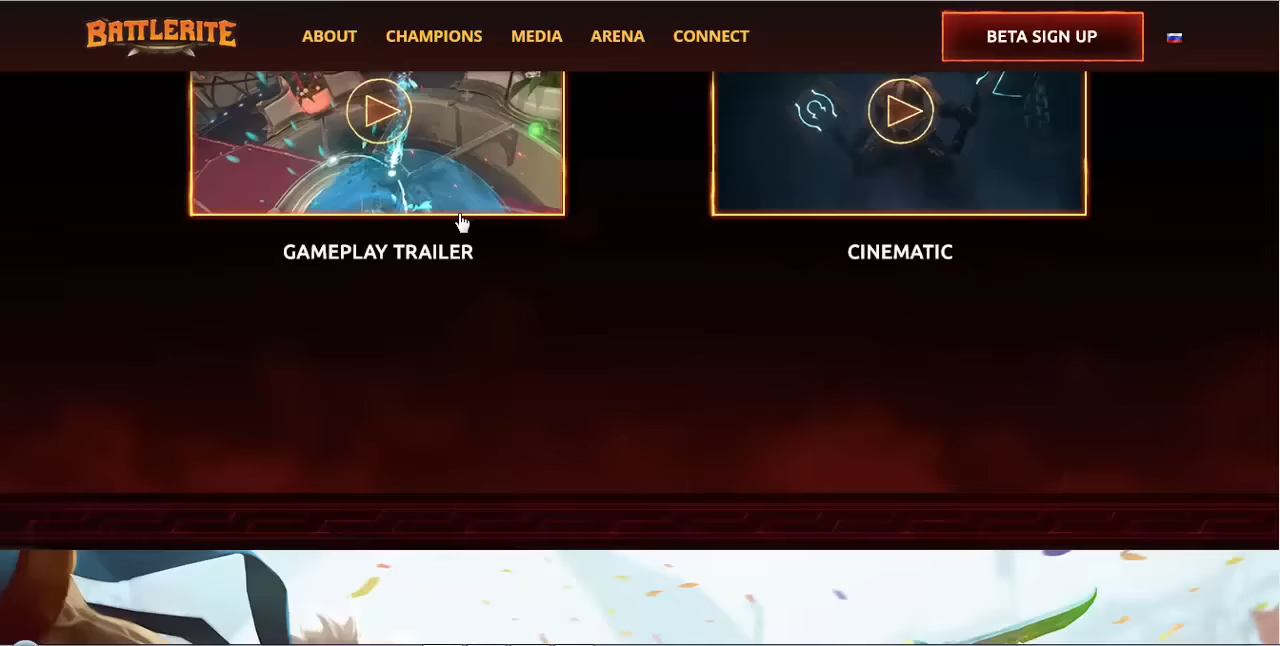 BATTLERITE
ABOUT CHAMPIONS MEDIA ARENA CONNECT BETA SIGN UP
GAMEPLAY TRAILER CINEMATIC